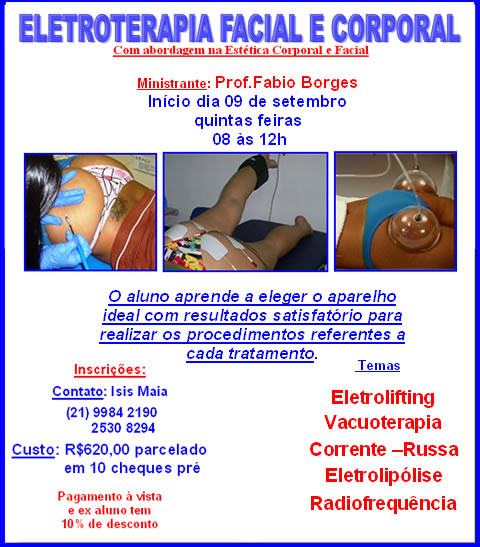 ELETROTERAPIA FACIAL E CORPORAL
Com abordagem na Estética Corporal e Facial
Ministrante: Prof.Fabio Borges
Início dia 09 de setembro
quintas feiras
08 às 12h
O aluno aprende a eleger o aparelho
ideal com resultados satisfatório para
realizar os procedimentos referentes a
cada tratamento.
Inscrições:
Contato: Isis Maia
(21) 9984 2190
2530 8294
Custo: R$620,00 parcelado
em 10 cheques pré
Pagamento à vista
e ex aluno tem
10% de desconto
Temas
Eletrolifting
Vacuoterapia
Corrente –Russa
Eletrolipólise
Radiofrequência